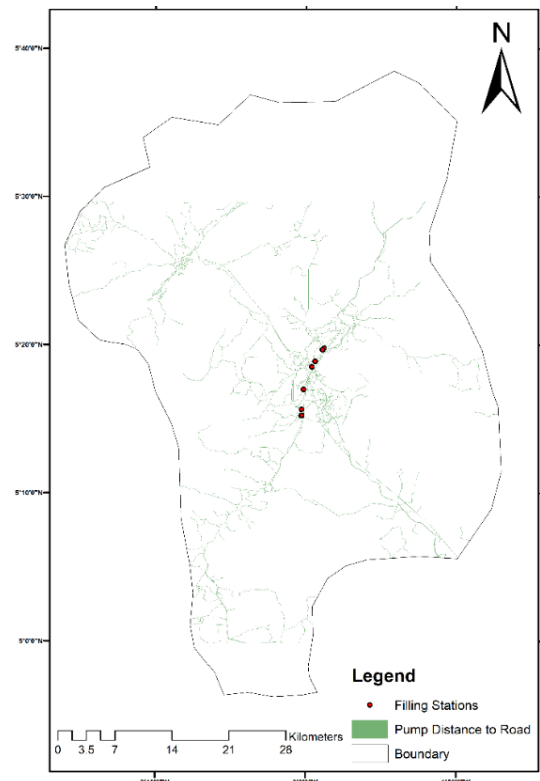 N
5°40'0"N
5°30'0"N
5°20'0"N
5°10'0"N
5°0'0"N
Legend
Filling Stations
Pump Distance to Road
Boundary
Kilometers
0 3.5 7 14 21 28